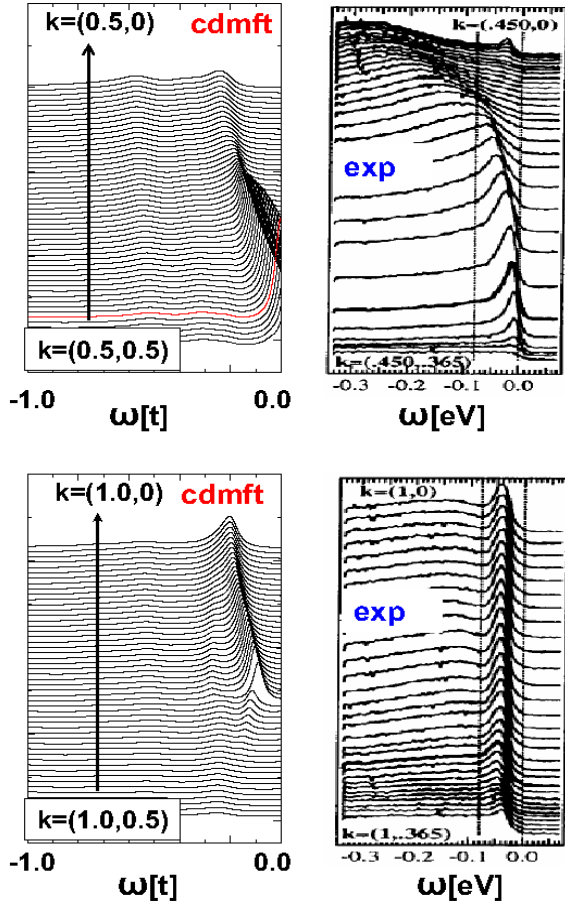 k=(0.5,0)
cdmft
k=(0.5,0.5)
-1.0
0.0
ω[t]
k=(.450,0)
exp
k=(.450,.365)
-0.3
-0.2
-0.1
0.0
ω[eV]
k=(1.0,0)
cdmft
k=(1.0,0.5)
-1.0
0.0
ω[t]
k=(1,0)
exp
k=(1,.365)
-0.3
-0.2
-0.1
0.0
ω[eV]